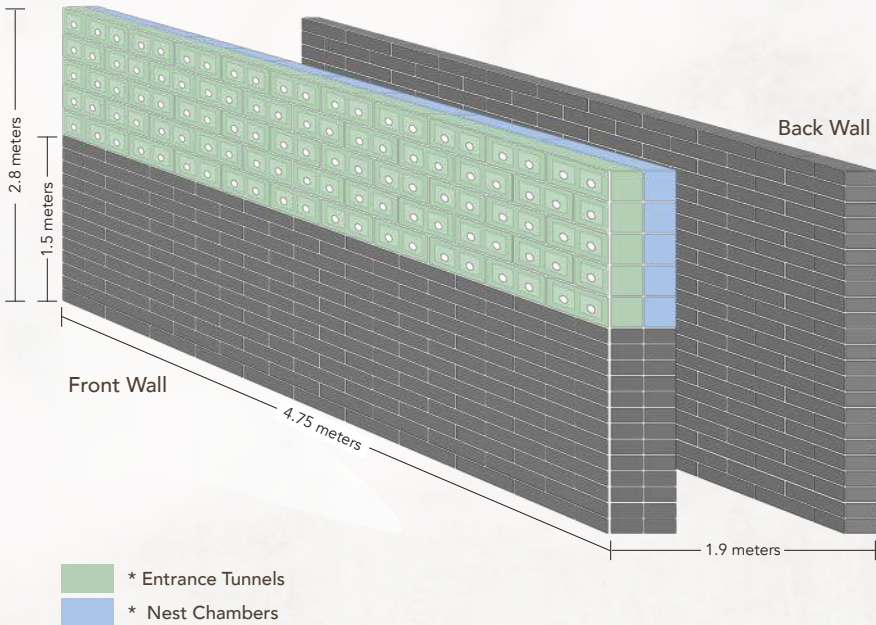 Back Wall
2.8 meters
1.5 meters
Front Wall
4.75 meters
1.9 meters
* Entrance Tunnels
* Nest Chambers